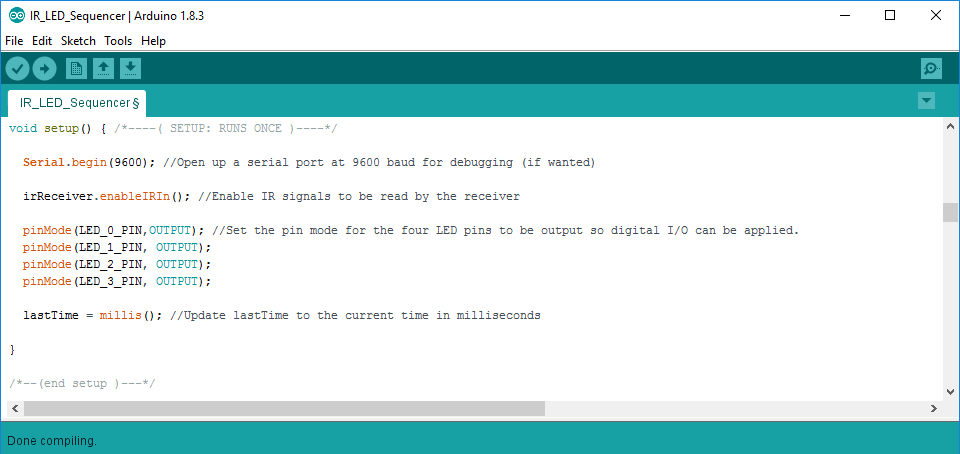 IR_LED_Sequencer | Arduino 1.8.3
File Edit Sketch Tools Help
IR_LED_Sequencer §
void setup() { /*----( SETUP: RUNS ONCE )----*/
Serial.begin(9600); //Open up a serial port at 9600 baud for debugging (if wanted)
irReceiver.enableIRIn(); //Enable IR signals to be read by the receiver
pinMode(LED_0_PIN,OUTPUT); //Set the pin mode for the four LED pins to be output so digital I/O can be applied.
pinMode(LED_1_PIN, OUTPUT);
pinMode(LED_2_PIN, OUTPUT);
pinMode(LED_3_PIN, OUTPUT);
lastTime = millis(); //Update lastTime to the current time in milliseconds
}
/*--(end setup )---*/
Done compiling.